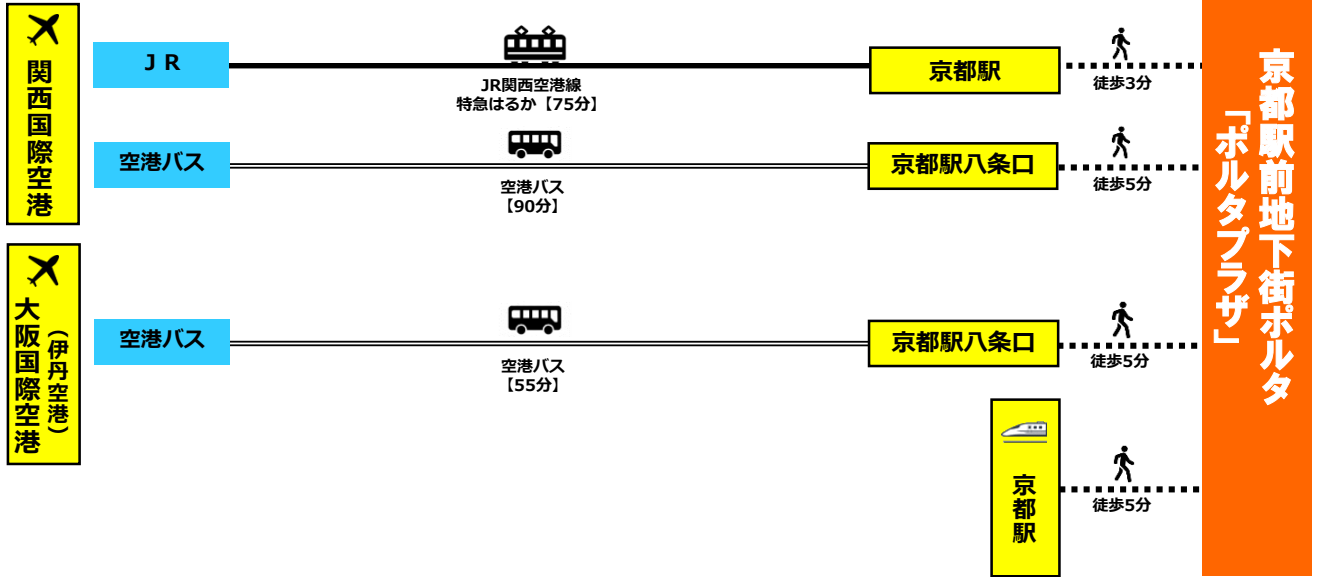 関西国際空港
ＪＲ
JR関西空港線
特急はるか【75分】
京都駅
徒歩3分
空港バス
空港バス
【90分】
京都駅八条口
徒歩5分
大阪国際空港
（伊丹空港）
空港バス
空港バス
【55分】
京都駅八条口
徒歩5分
京都駅
徒歩5分
京都駅前地下街ポルタ
「ポルタプラザ」